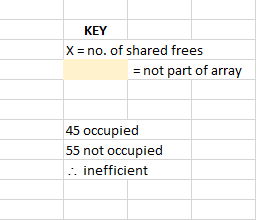 KEY
X = no. of shared frees
= not part of array
45 occupied
55 not occupied
∴ inefficient